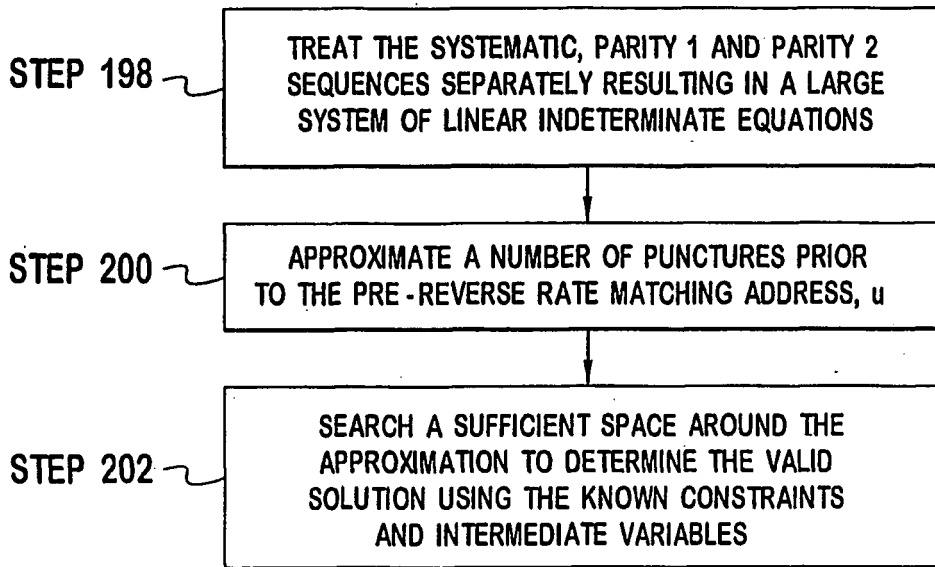 STEP 198
TREAT THE SYSTEMATIC, PARITY 1 AND PARITY 2
SEQUENCES SEPARATELY RESULTING IN A LARGE
SYSTEM OF LINEAR INDETERMINATE EQUATIONS
STEP 200
APPROXIMATE A NUMBER OF PUNCTURES PRIOR
TO THE PRE-REVERSE RATE MATCHING ADDRESS, u
STEP 202
SEARCH A SUFFICIENT SPACE AROUND THE
APPROXIMATION TO DETERMINE THE VALID
SOLUTION USING THE KNOWN CONSTRAINTS
AND INTERMEDIATE VARIABLES